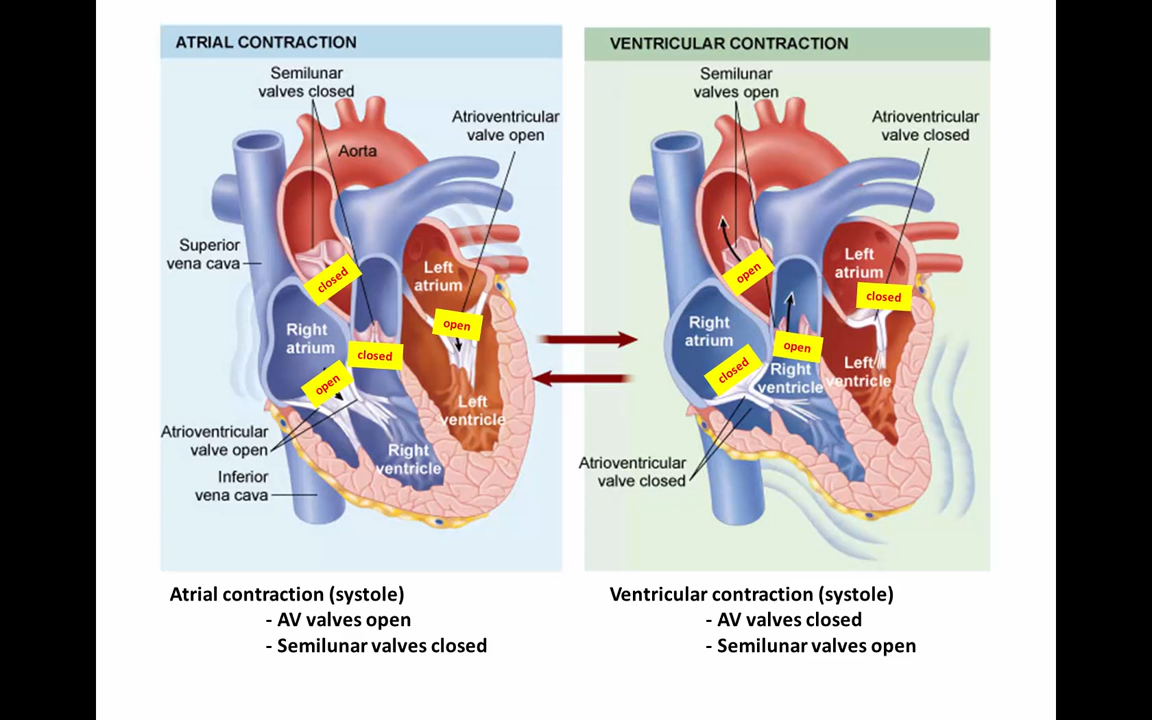 ATRIAL CONTRACTION
Semilunar
valves closed
Atrioventricular
valve open
Aorta
Superior
vena cava
closed
Left
atrium
open
Right
atrium
closed
open
Left
ventricle
Atrioventricular
valve open
Right
ventricle
Inferior
vena cava
VENTRICULAR CONTRACTION
Semilunar
valves open
Atrioventricular
valve closed
open
Left
atrium
closed
Right
atrium
open
closed
Right
ventricle
Left
ventricle
Atrioventricular
valve closed
Atrial contraction (systole)
- AV valves open
- Semilunar valves closed
Ventricular contraction (systole)
- AV valves closed
- Semilunar valves open